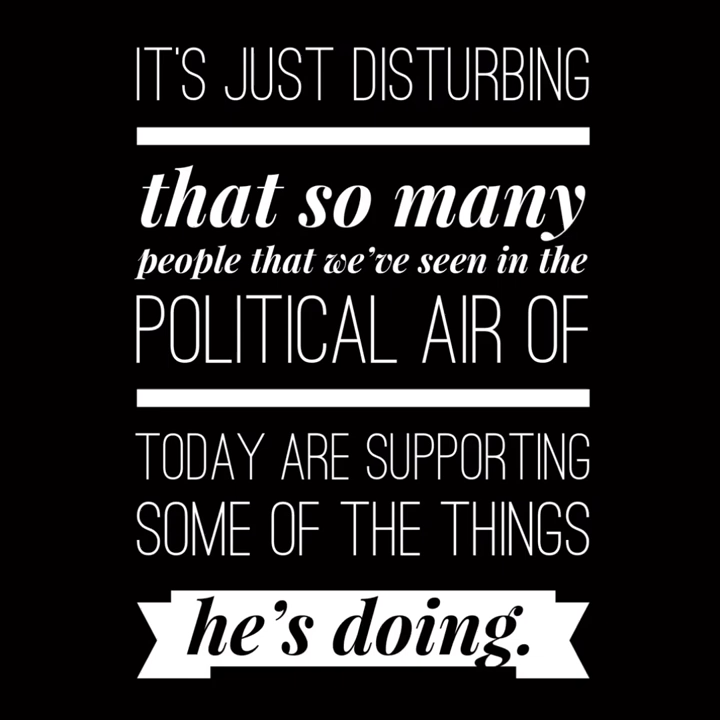 IT'S JUST DISTURBING
that so many
people that we've seen in the
POLITICAL AIR OF
TODAY ARE SUPPORTING
SOME OF THE THINGS
he's doing.